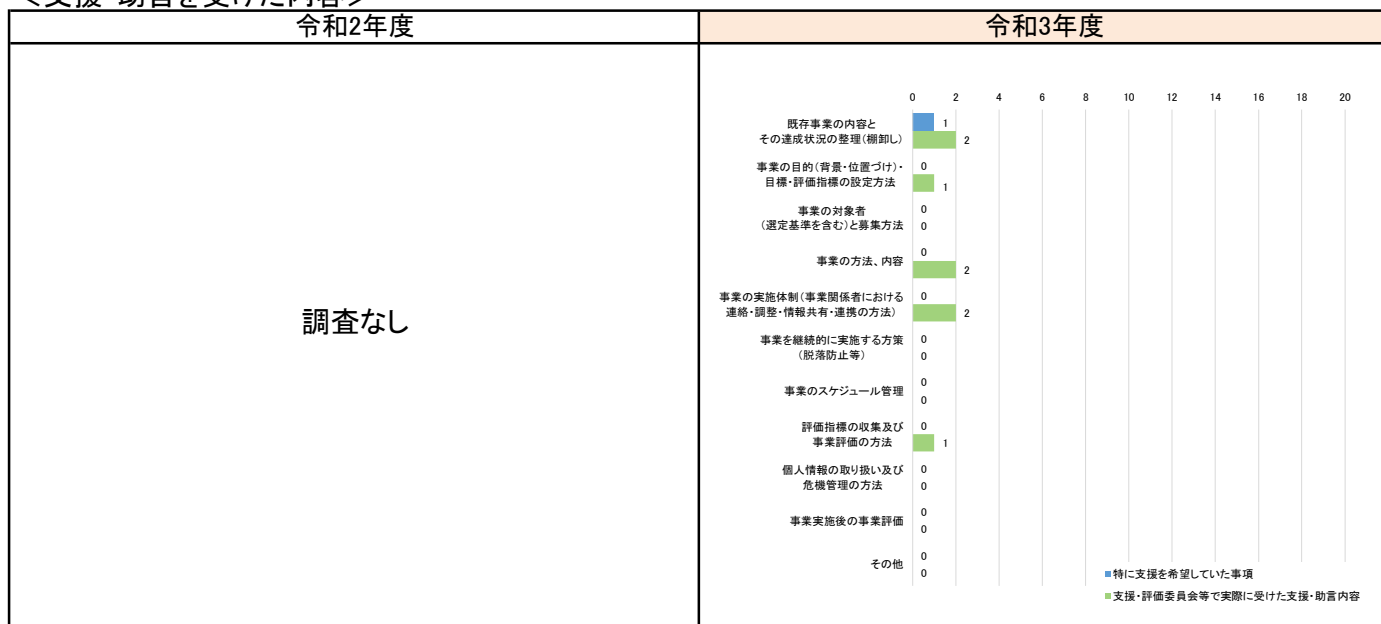 ＜支援・助言を受けた内容＞
令和2年度
令和3年度
調査なし
0 2 4 6 8 10 12 14 16 18 20
既存事業の内容と
その達成状況の整理（棚卸し）
1
2
事業の目的（背景・位置づけ）・
目標・評価指標の設定方法
0
1
事業の対象者
（選定基準を含む）と募集方法
0
0
事業の方法、内容
0
2
事業の実施体制（事業関係者における
連絡・調整・情報共有・連携の方法）
0
2
事業を継続的に実施する方策
（脱落防止等）
0
0
事業のスケジュール管理
0
0
評価指標の収集及び
事業評価の方法
0
1
個人情報の取り扱い及び
危機管理の方法
0
0
事業実施後の事業評価
0
0
その他
0
0
特に支援を希望していた事項
支援・評価委員会等で実際に受けた支援・助言内容